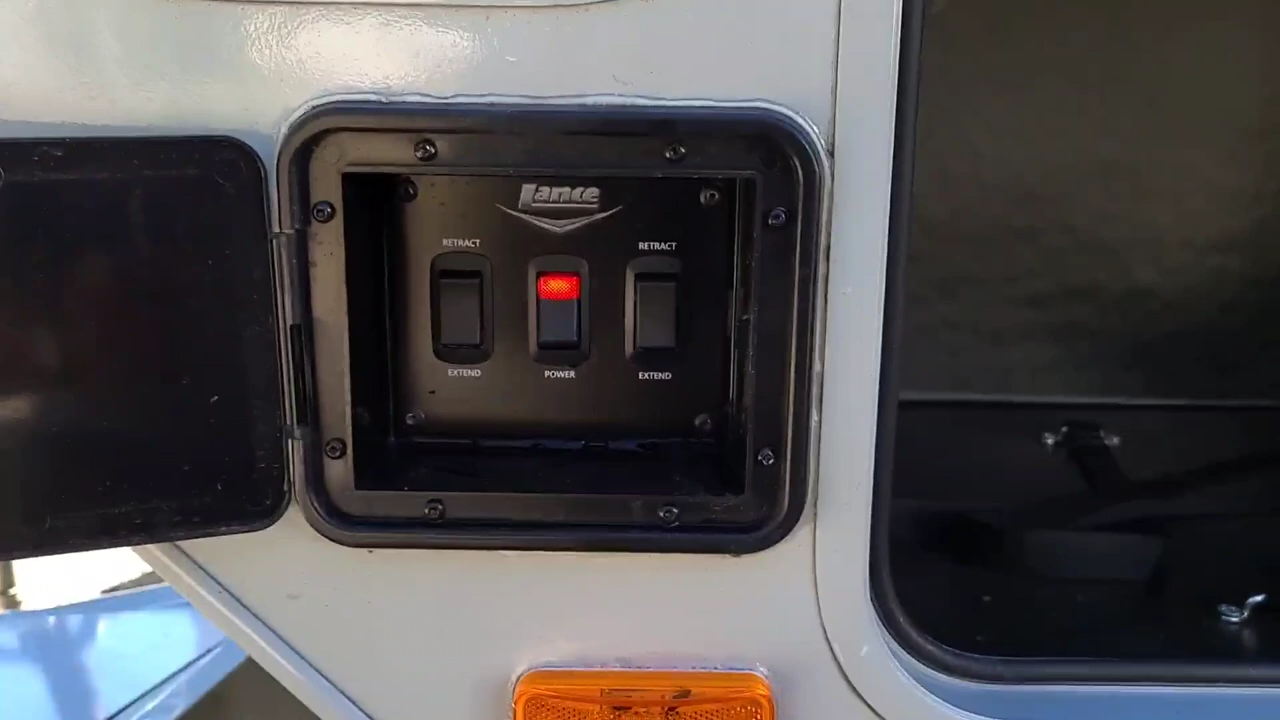 Lance
RETRACT
RETRACT
EXTEND
POWER
EXTEND